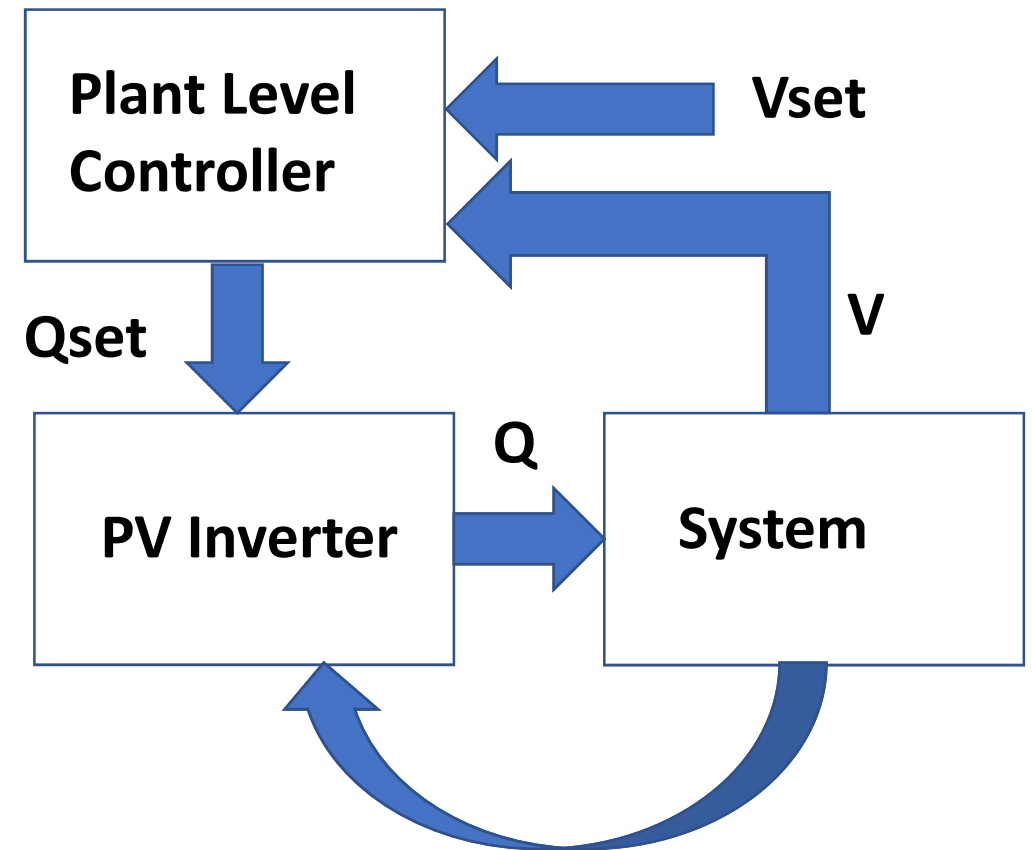 Plant Level
Controller
Vset
V
Qset
Q
PV Inverter
System